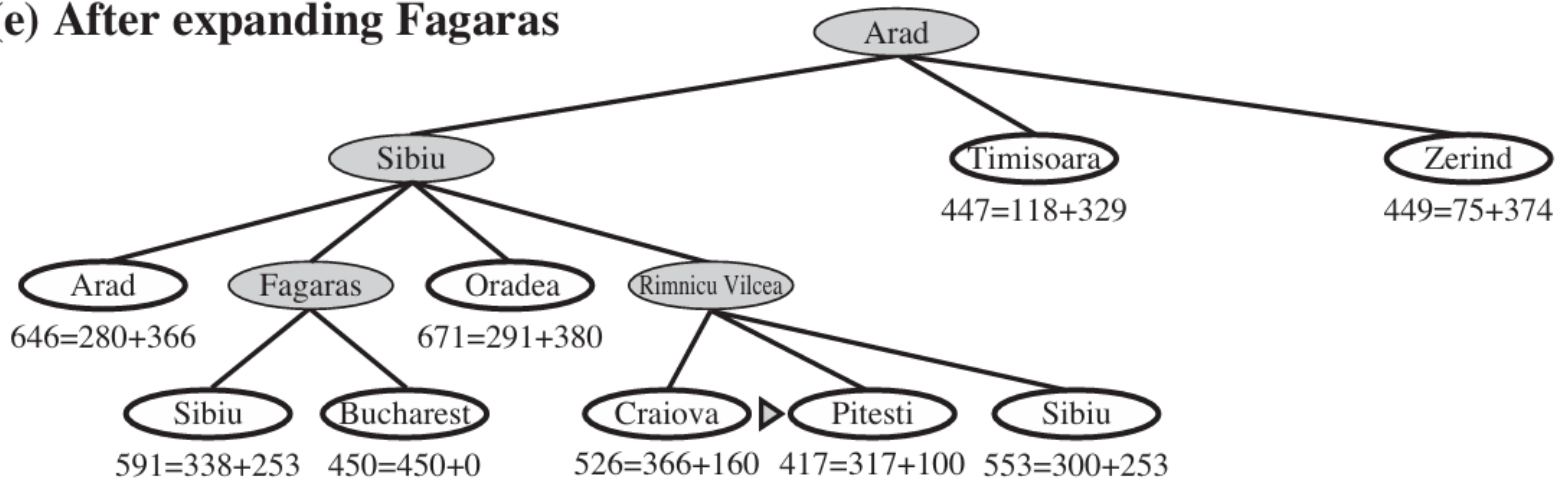 (e) After expanding Fagaras
Arad
Sibiu
Timisoara
Zerind
447=118+329
449=75+374
Arad
Fagaras
Oradea
Rimnicu Vilcea
646=280+366
671=291+380
Sibiu
Bucharest
Craiova
Pitesti
Sibiu
591=338+253
450=450+0
526=366+160
417=317+100
553=300+253